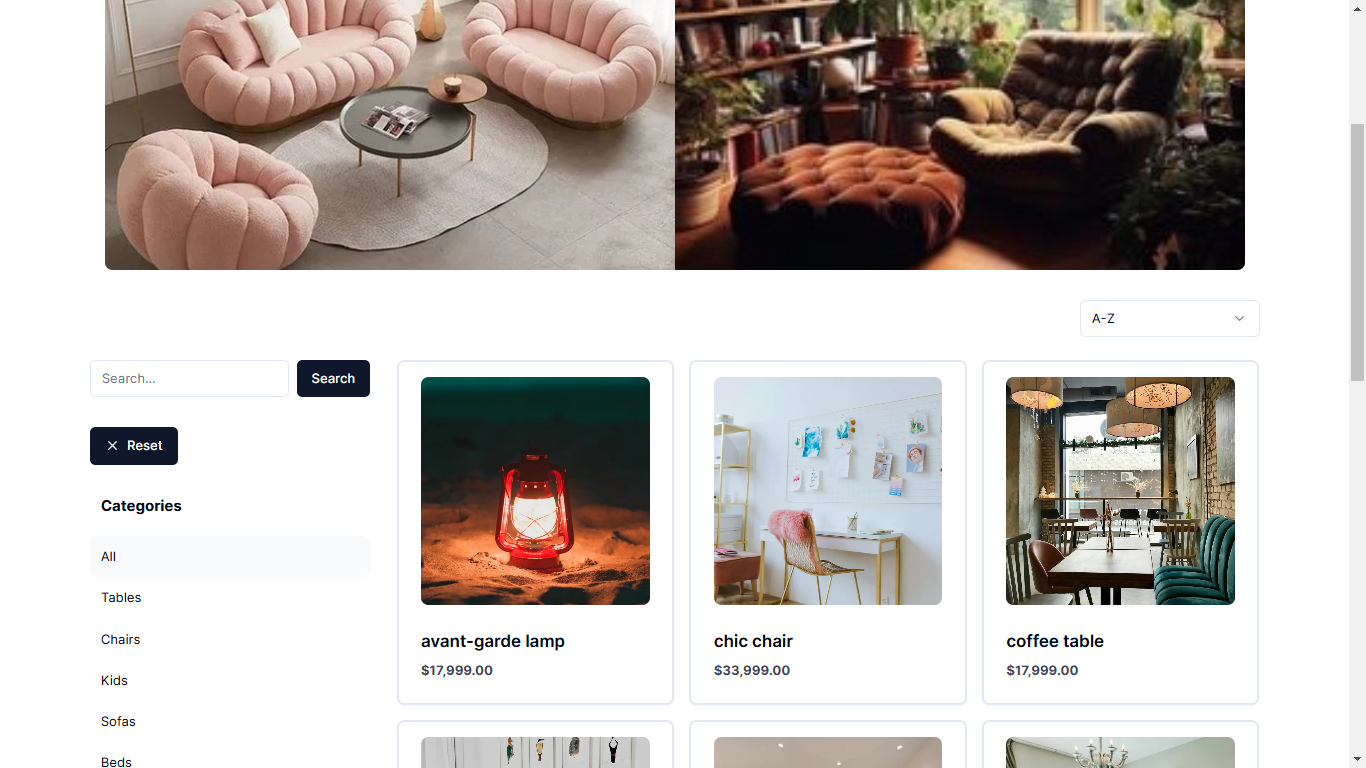 A-Z
Search...
Search
Reset
Categories
All
Tables
Chairs
Kids
Sofas
Beds
avant-garde lamp
$17,999.00
chic chair
$33,999.00
coffee table
$17,999.00